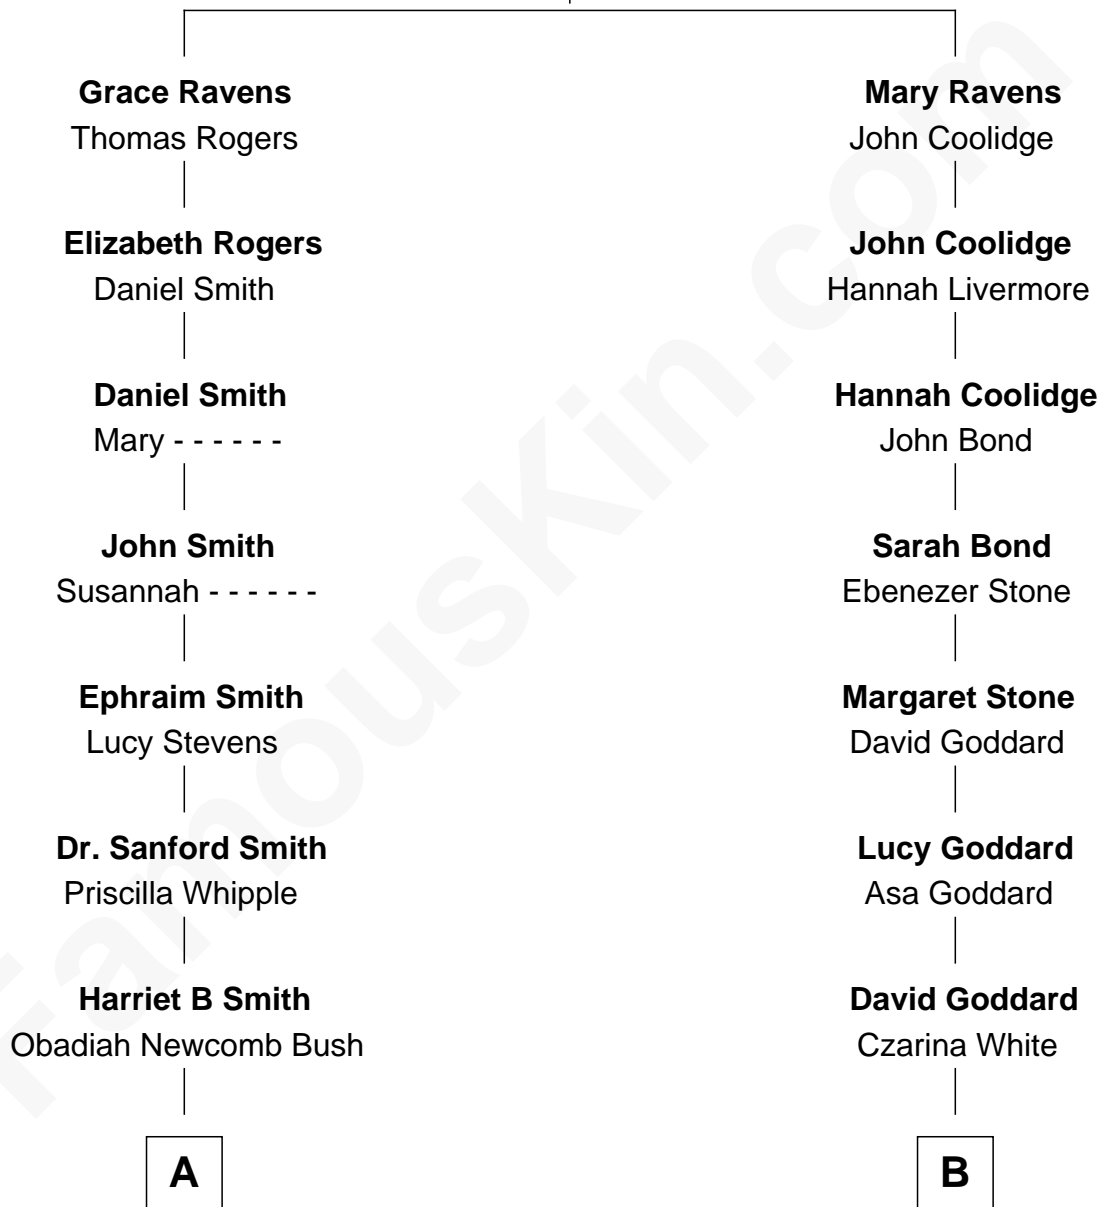 Grace Ravens
Thomas Rogers
Elizabeth Rogers
Daniel Smith
Daniel Smith
Mary - - - - - -
John Smith
Susannah - - - - - -
Ephraim Smith
Lucy Stevens
Dr. Sanford Smith
Priscilla Whipple
Harriet B Smith
Obadiah Newcomb Bush
A
Mary Ravens
John Coolidge
John Coolidge
Hannah Livermore
Hannah Coolidge
John Bond
Sarah Bond
Ebenezer Stone
Margaret Stone
David Goddard
Lucy Goddard
Asa Goddard
David Goddard
Czarina White
B
FamousKin.com